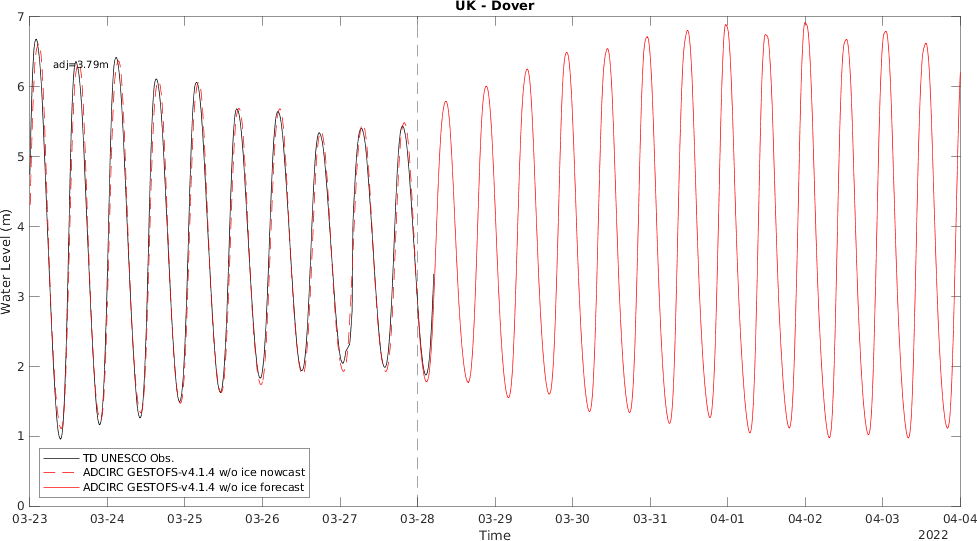 UK - Dover
7
adj=3.79m
6
5
4
3
2
1
0
Water Level (m)
TD UNESCO Obs.
ADCIRC GESTOFS-v4.1.4 w/o ice nowcast
ADCIRC GESTOFS-v4.1.4 w/o ice forecast
03-23 03-24 03-25 03-26 03-27 03-28 03-29 03-30 03-31 04-01 04-02 04-03 04-04
Time
2022